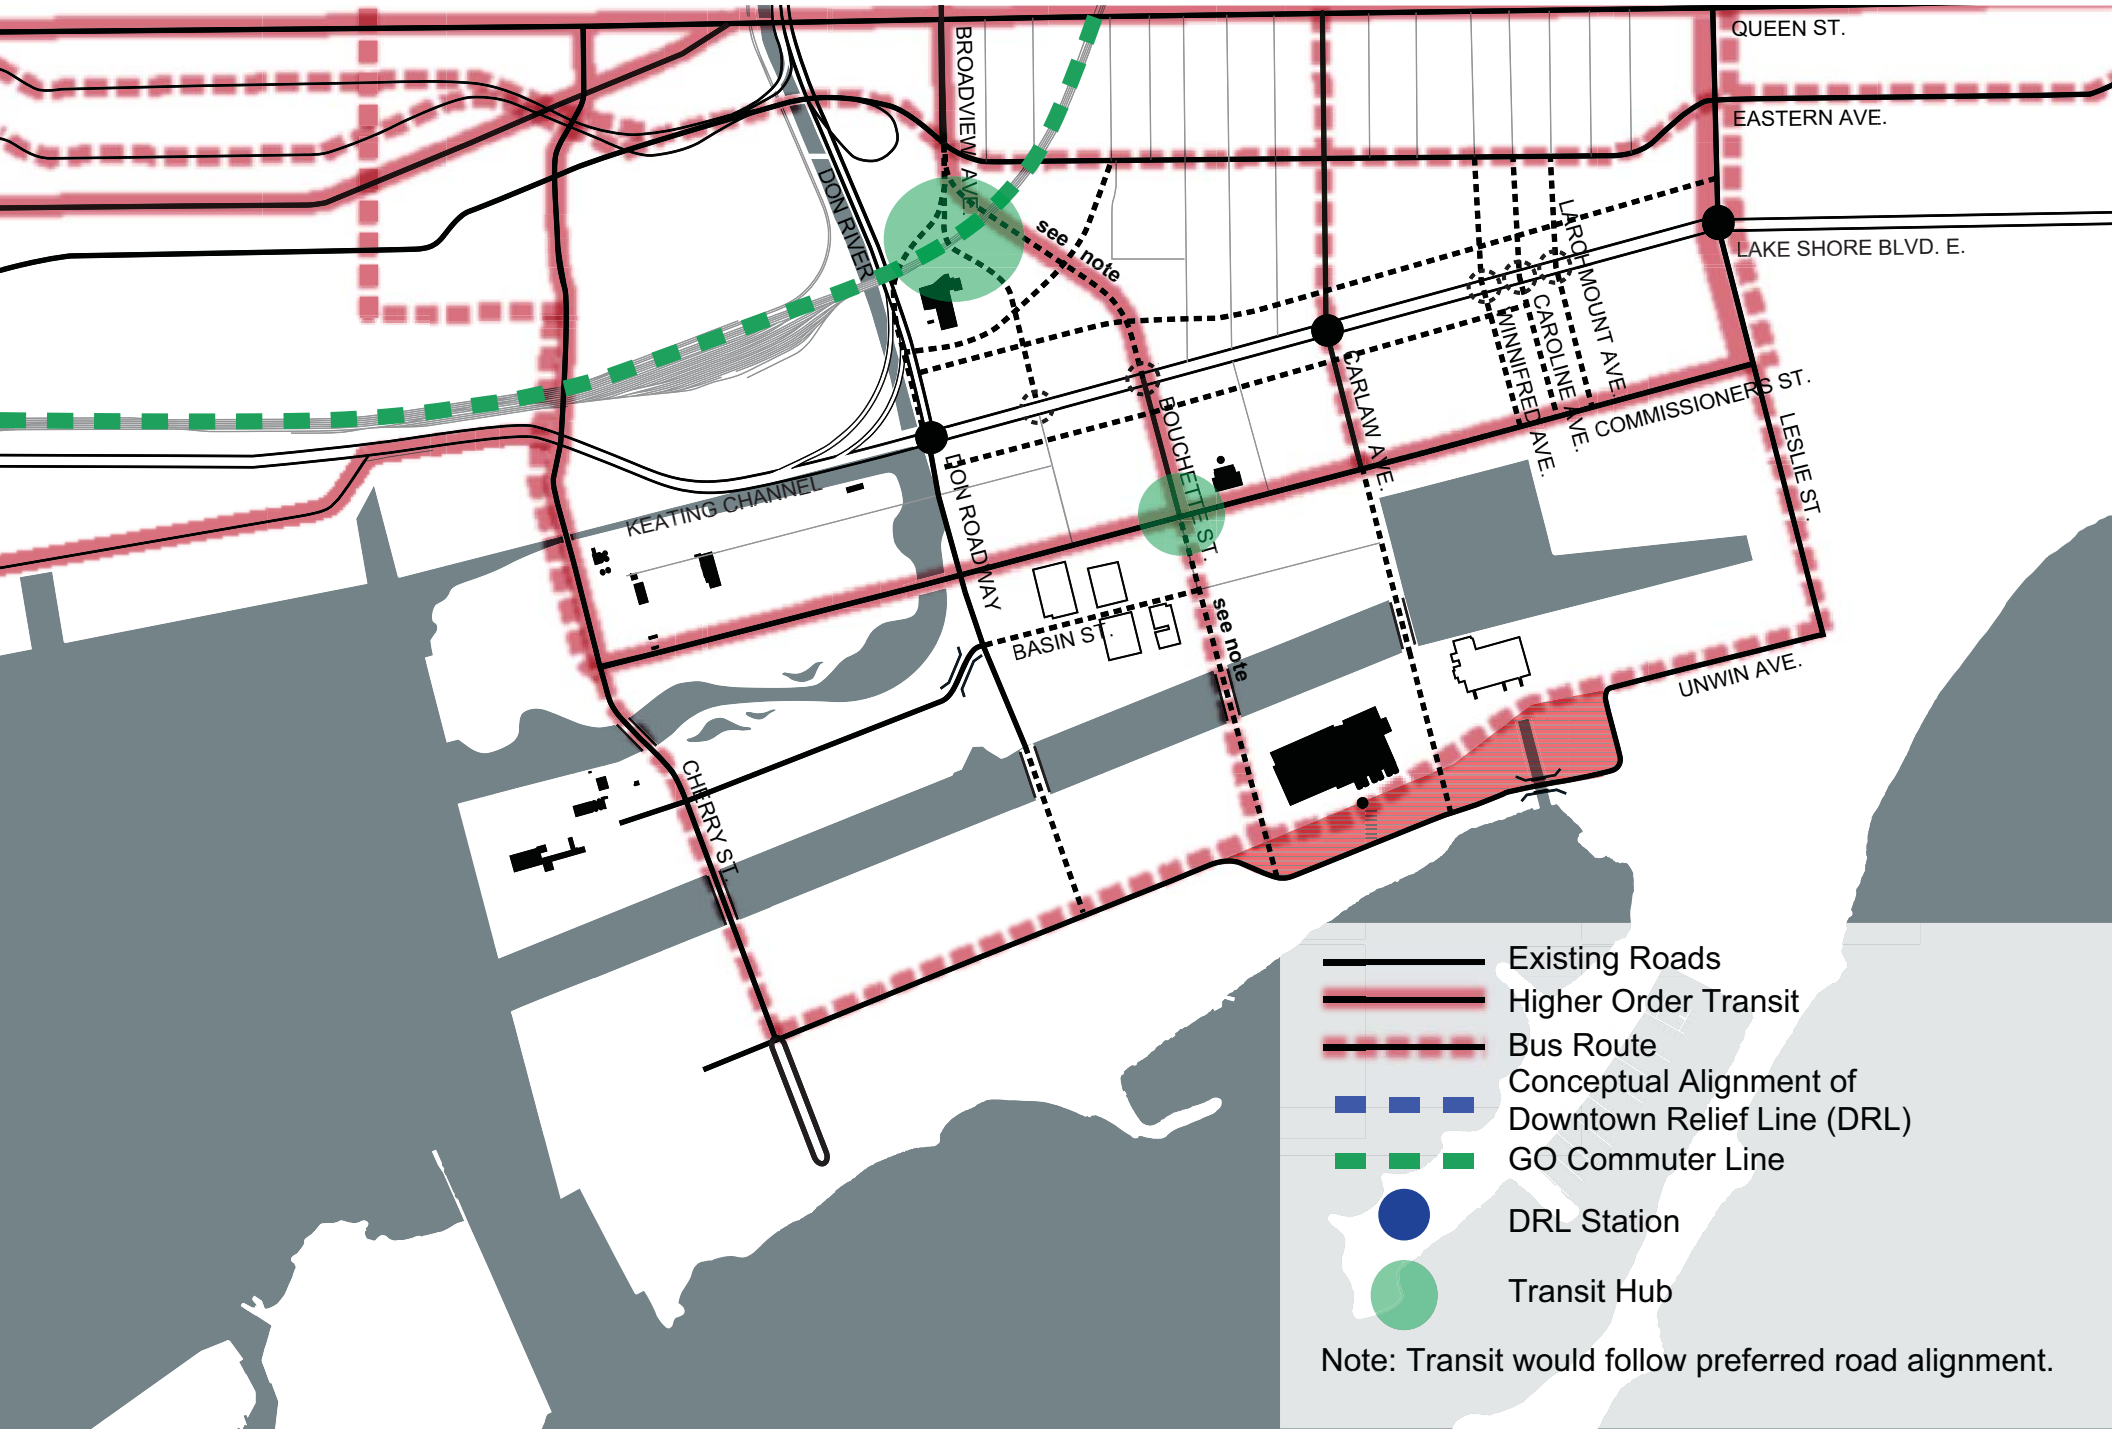 QUEEN ST.
BROADVIEW AVE.
EASTERN AVE.
DON RIVER
see note
LARCHMOUNT AVE.
LAKE SHORE BLVD. E.
WINNIFRED AVE.
CAROLINE AVE.
CARLAW AVE.
COMMISSIONERS ST.
BOUCHETTE ST.
LESLIE ST.
KEATING CHANNEL
DON ROADWAY
BASIN ST.
see note
UNWIN AVE.
CHERRY ST.
Existing Roads
Higher Order Transit
Bus Route
Conceptual Alignment of
Downtown Relief Line (DRL)
GO Commuter Line
DRL Station
Transit Hub
Note: Transit would follow preferred road alignment.